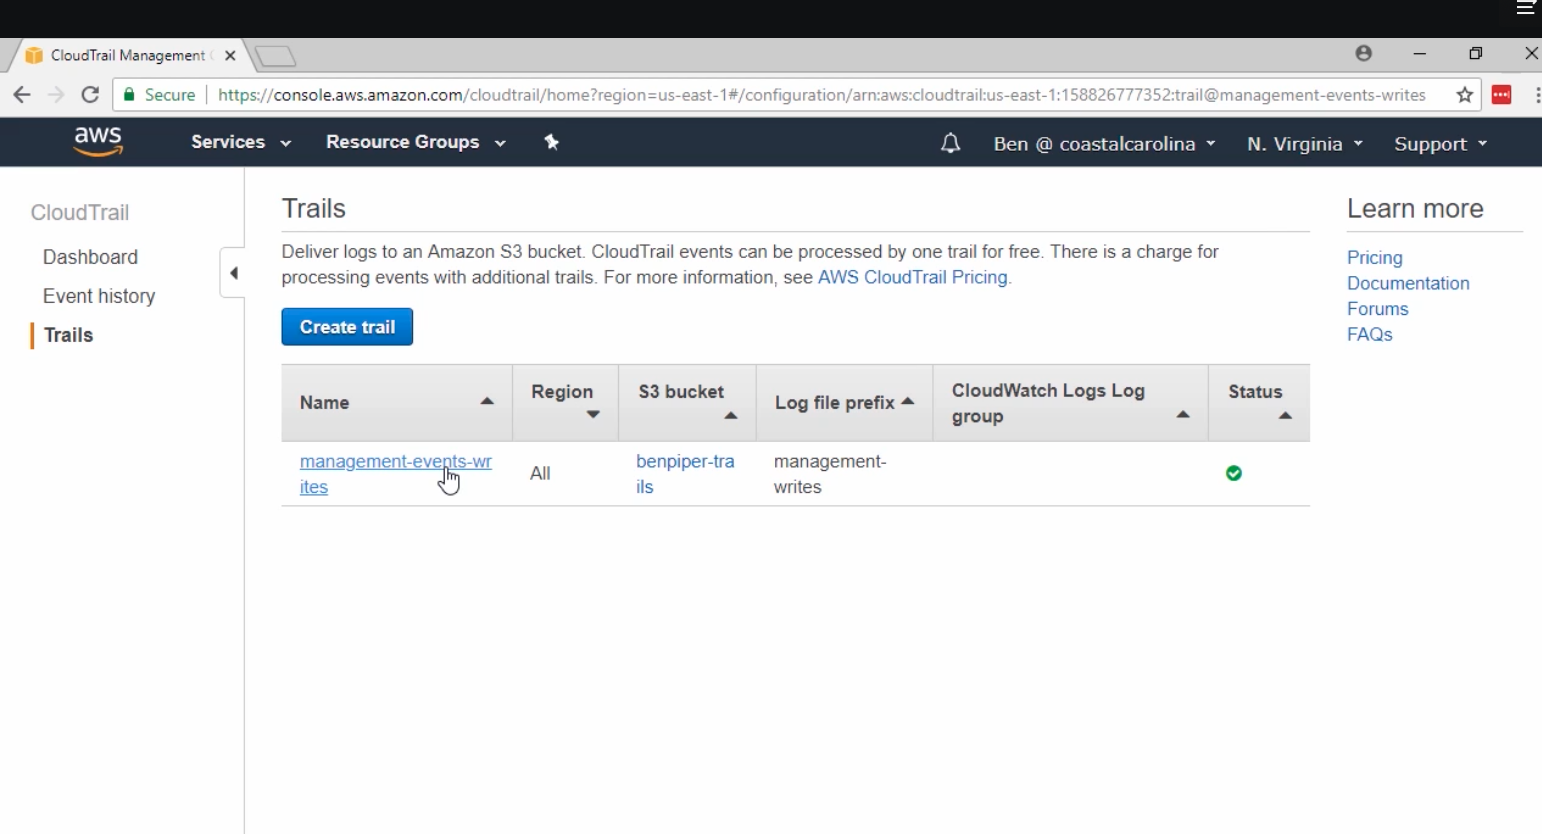 CloudTrail Management
Secure
https://console.aws.amazon.com/cloudtrail/home?region=us-east-1#/configuration/arn:aws:cloudtrail:us-east-1:158826777352:trail@management-events-writes
aws
Services
Resource Groups
Ben @ coastalcarolina
N. Virginia
Support
CloudTrail
Dashboard
Event history
Trails
Trails
Deliver logs to an Amazon S3 bucket. CloudTrail events can be processed by one trail for free. There is a charge for
processing events with additional trails. For more information, see AWS CloudTrail Pricing.
Create trail
Name
Region
S3 bucket
Log file prefix
CloudWatch Logs Log
group
Status
management-events-wr
ites
All
benpiper-tra
ils
management-
writes
Learn more
Pricing
Documentation
Forums
FAQs